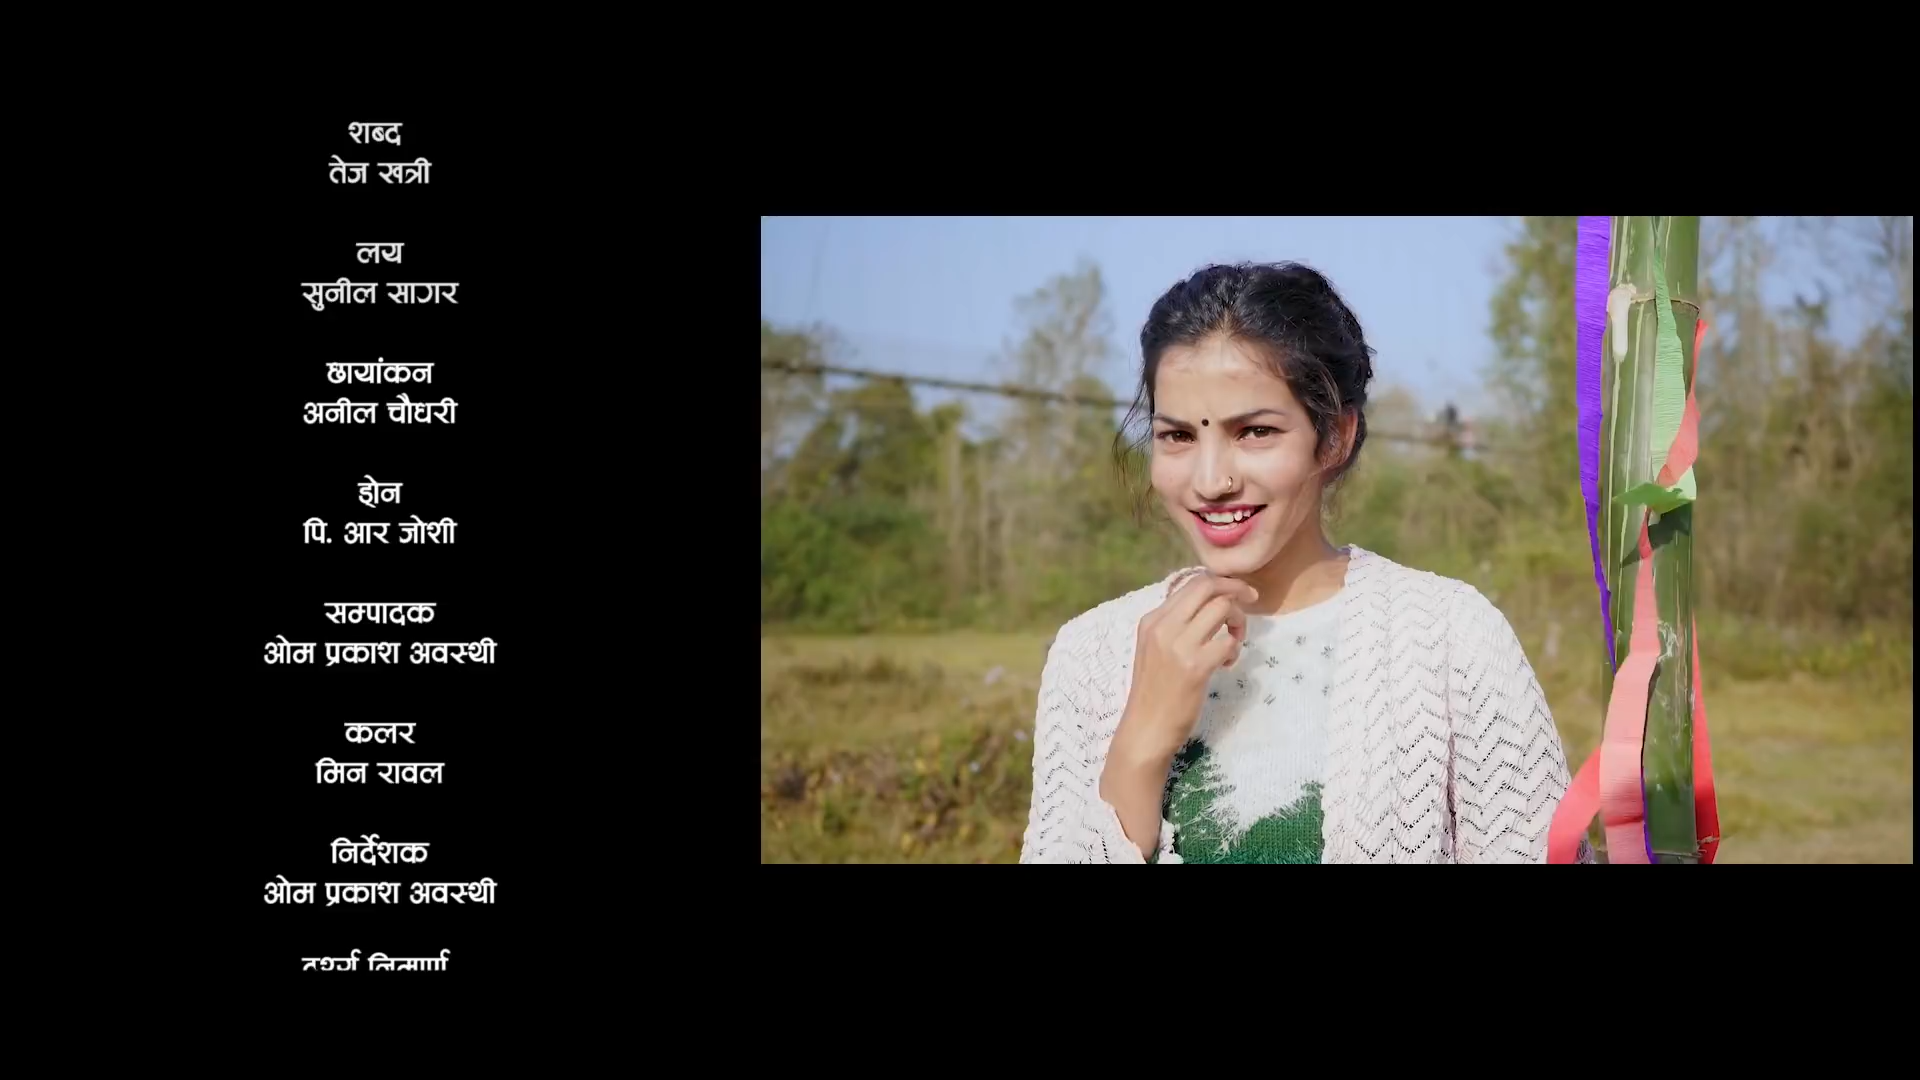 शब्द
तेज खत्री
लय
सुनील सागर
छायांकन
अनील चौधरी
ड्रोन
पि. आर जोशी
सम्पादक
ओम प्रकाश अवस्थी
कलर
मिन रावल
निर्देशक
ओम प्रकाश अवस्थी